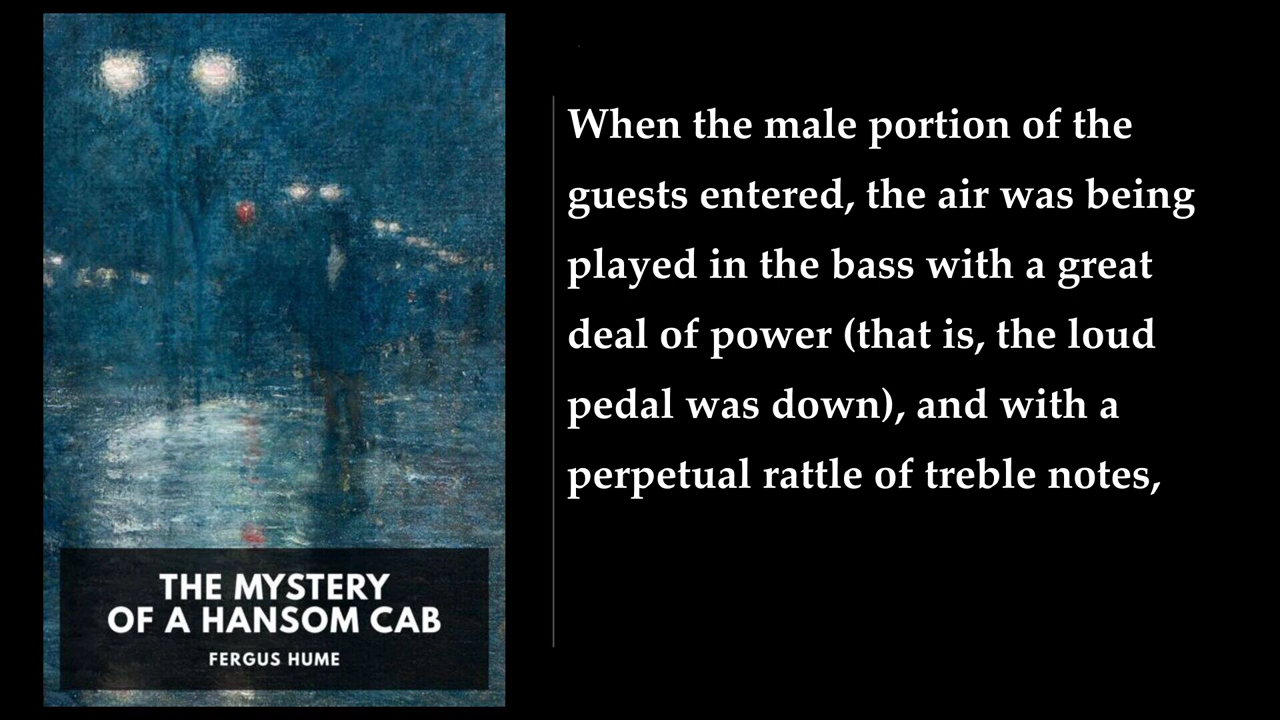 THE MYSTERY
OF A HANSOM CAB
FERGUS HUME
When the male portion of the
guests entered, the air was being
played in the bass with a great
deal of power (that is, the loud
pedal was down), and with a
perpetual rattle of treble notes,